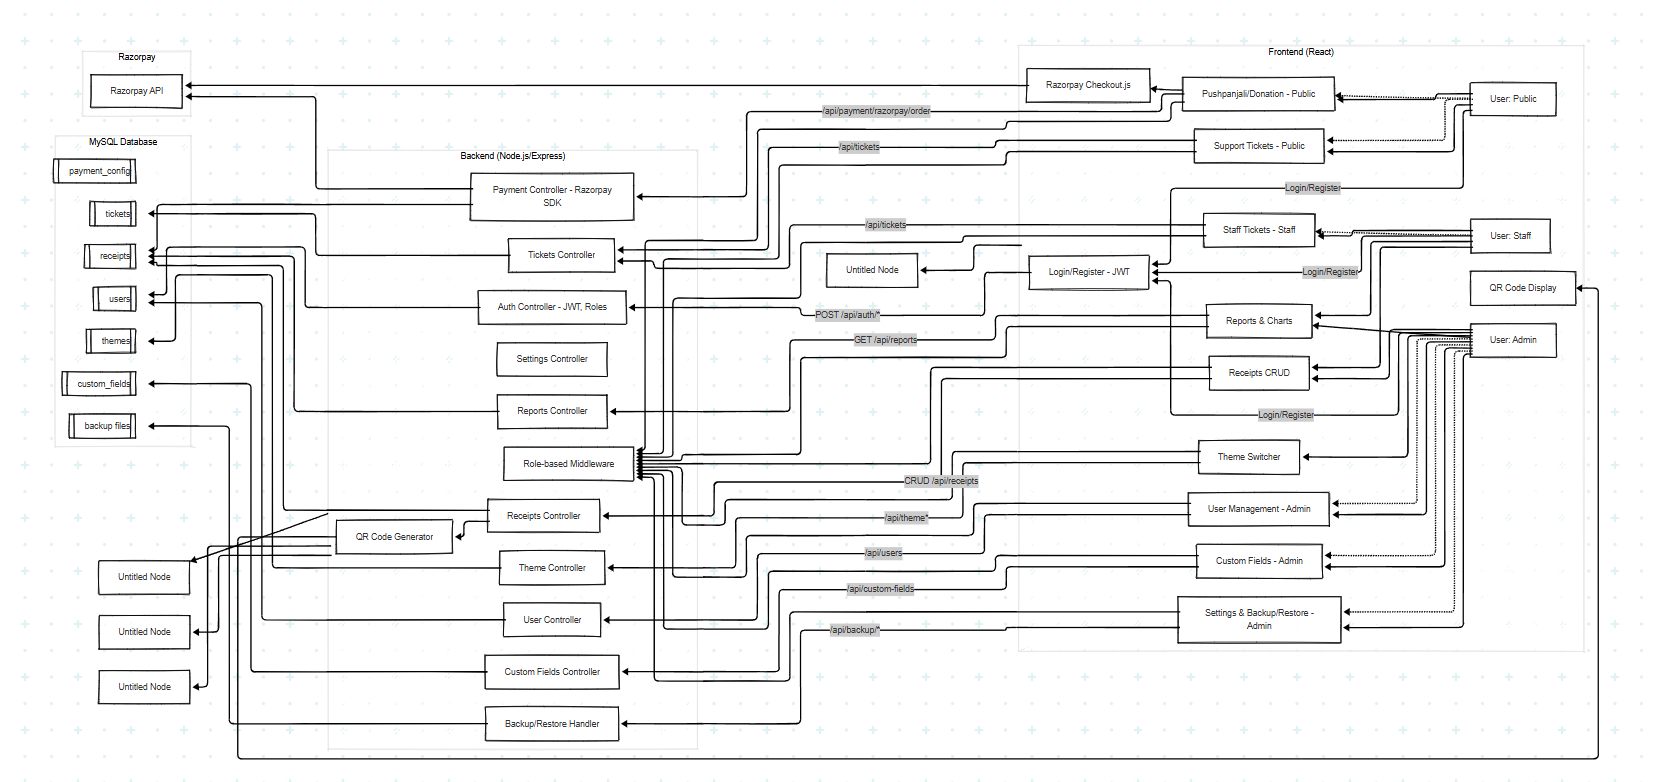 Razorpay
Razorpay API
MySQL Database
payment_config
tickets
receipts
users
themes
custom_fields
backup files
Untitled Node
Untitled Node
Untitled Node
Backend (Node.js/Express)
Payment Controller - Razorpay
SDK
Tickets Controller
Auth Controller - JWT, Roles
Settings Controller
Reports Controller
Role-based Middleware
Receipts Controller
QR Code Generator
Theme Controller
User Controller
Custom Fields Controller
Backup/Restore Handler
/api/payment/razorpay/order
/api/tickets
/api/tickets
Untitled Node
POST /api/auth/*
GET /api/reports
CRUD /api/receipts
/api/theme*
/api/users
/api/custom-fields
/api/backup/*
Frontend (React)
Razorpay Checkout.js
Pushpanjali/Donation - Public
User: Public
Support Tickets - Public
Login/Register
Staff Tickets - Staff
User: Staff
Login/Register - JWT
Login/Register
QR Code Display
Reports & Charts
User: Admin
Receipts CRUD
Login/Register
Theme Switcher
User Management - Admin
Custom Fields - Admin
Settings & Backup/Restore -
Admin